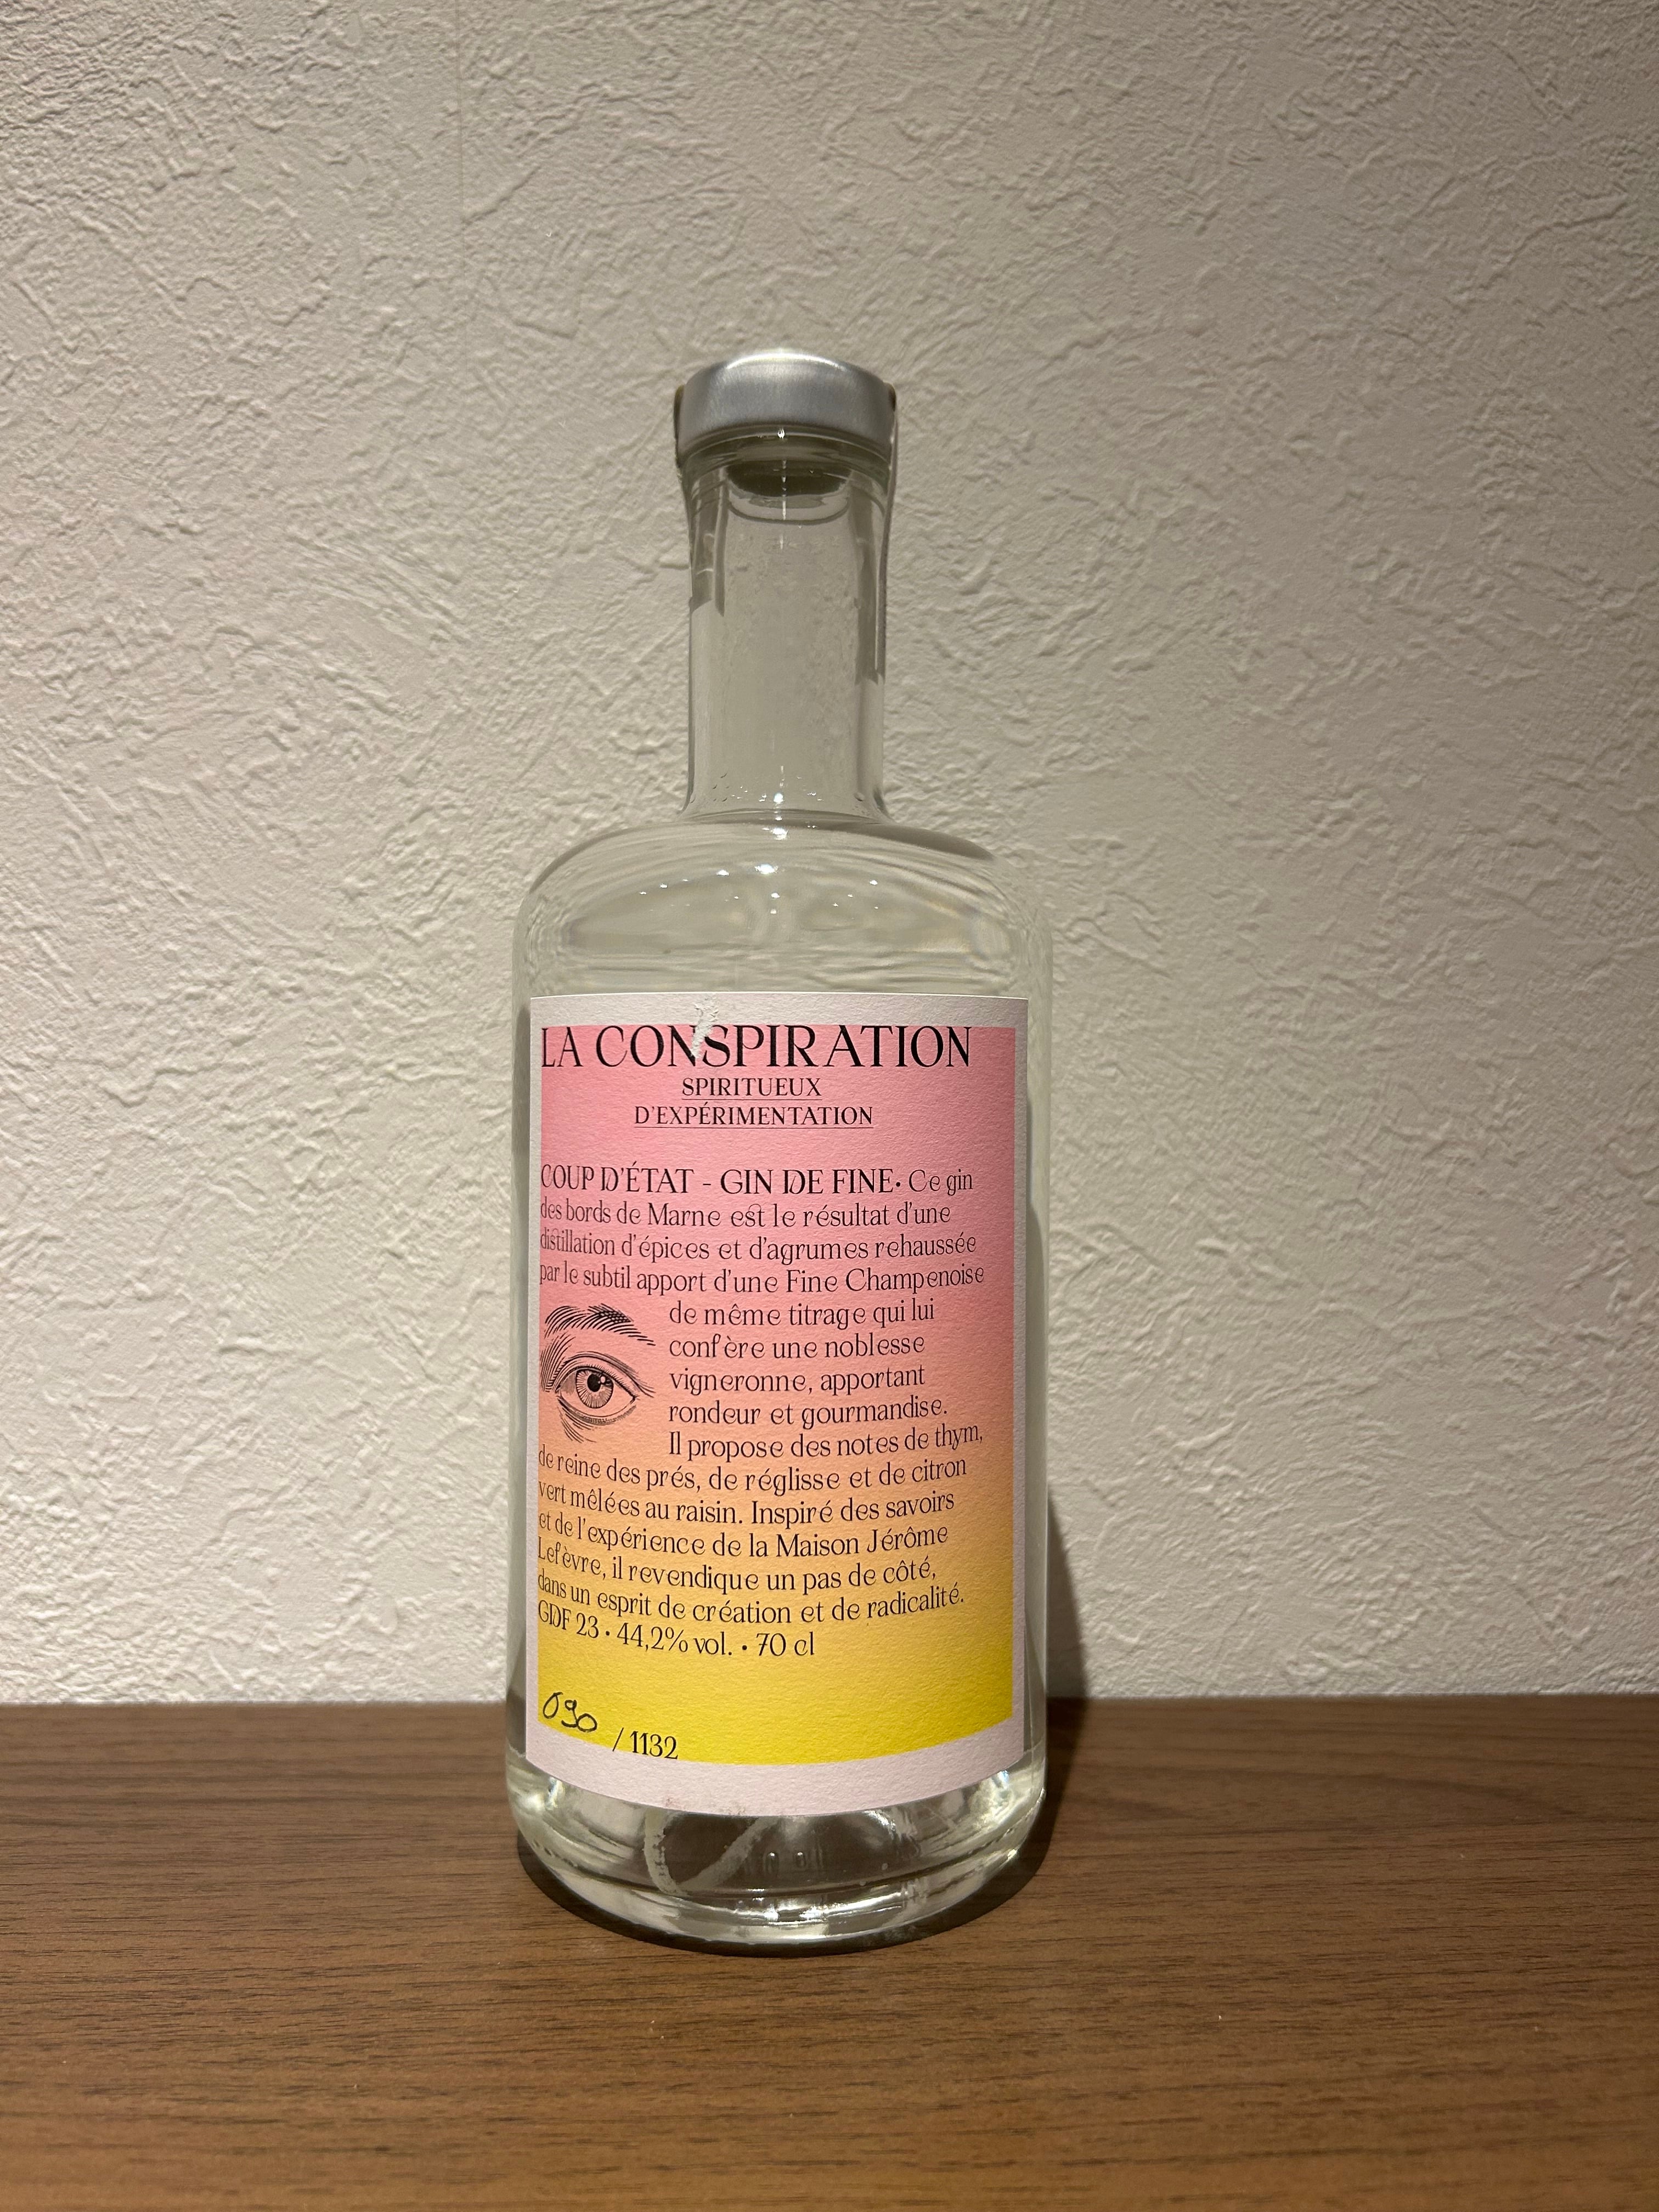 LA CONSPIRATION
SPIRITUEUX
D'EXPÉRIMENTATION
COUP D'ÉTAT - GIN DE FINE • Ce gin
des bords de Marne est le résultat d'une
distillation d'épices et d'agrumes rehaussée
par le subtil apport d'une Fine Champenoise
de même titrage qui lui
confère une noblesse
vigneronne, apportant
rondeur et gourmandise.
Il propose des notes de thym,
de reine des prés, de réglisse et de citron
vert mêlées au raisin. Inspiré des savoirs
et de l'expérience de la Maison Jérôme
Lefèvre, il revendique un pas de côté,
dans un esprit de création et de radicalité.
GDF 23 • 44,2% vol. • 70 cl
090 / 1132